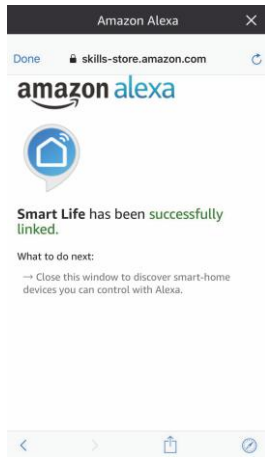 Amazon Alexa
Done skills-store.amazon.com
amazon alexa
Smart Life has been successfully
linked.
What to do next:
→ Close this window to discover smart-home
devices you can control with Alexa.